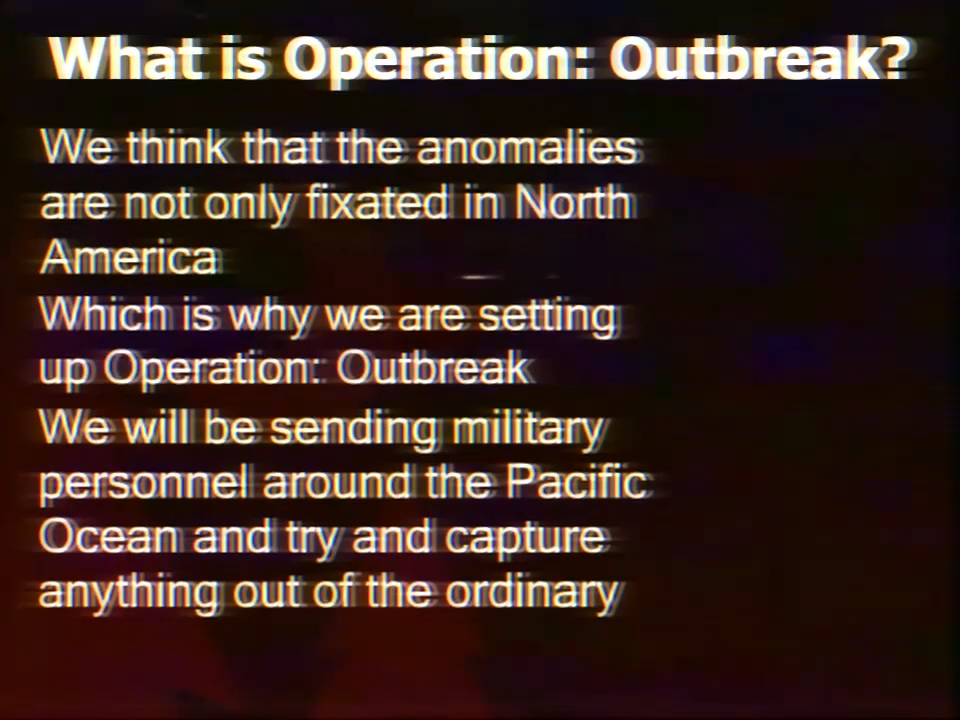 What is Operation: Outbreak?
We think that the anomalies
are not only fixated in North
America
Which is why we are setting
up Operation: Outbreak
We will be sending military
personnel around the Pacific
Ocean and try and capture
anything out of the ordinary